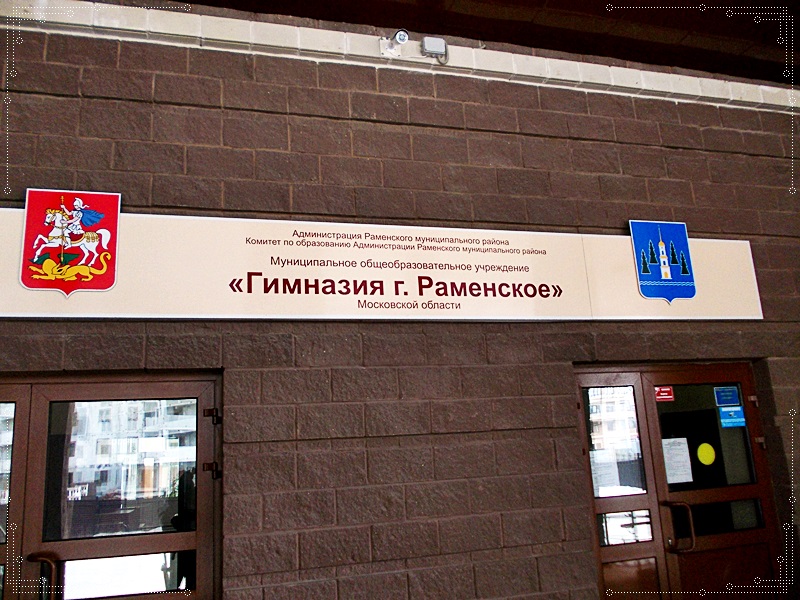 Администрация Раменского муниципального района
Комитет по образованию Администрации Раменского муниципального района
Муниципальное общеобразовательное учреждение
«Гимназия г. Раменское»
Московской области